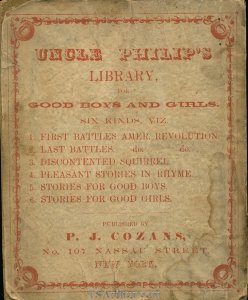 UNCLE PHILIP'S
LIBRARY,
FOR
GOOD BOYS AND GIRLS.
SIX KINDS, VIZ
1. FIRST BATTLES AMER. REVOLUTION.
2. LAST BATTLES. do. do.
3. DISCONTENTED SQUIRREL.
4. PLEASANT STORIES IN RHYME.
5. STORIES FOR GOOD BOYS.
6. STORIES FOR GOOD GIRLS.
PUBLISHED BY
P. J. COZANS,
No. 107 NASSAU STREET,
NEW YORK.